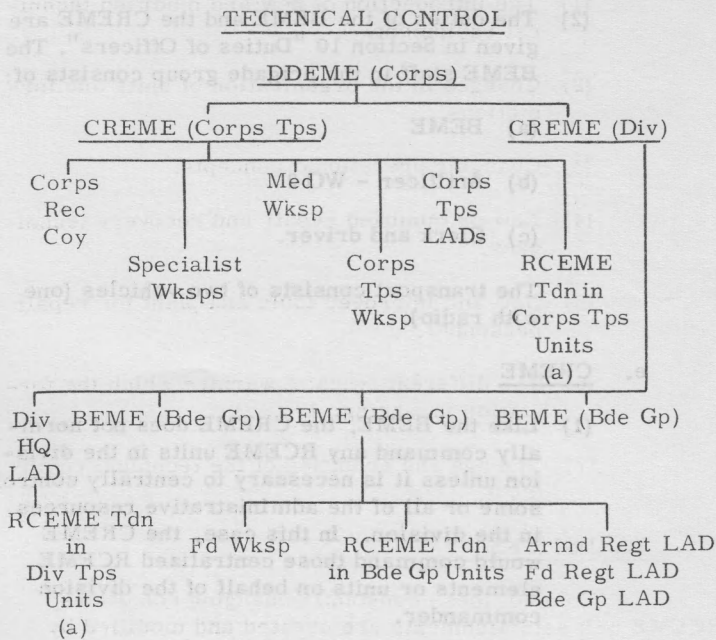 TECHNICAL CONTROL
DDEME (Corps)
CREME (Corps Tps) CREME (Div)
Corps Rec Coy
Specialist Wksps
Med Wksp
Corps Tps Wksp
Corps Tps LADs
RCEME Tdn in Corps Tps Units (a)
Div HQ LAD
BEME (Bde Gp) BEME (Bde Gp) BEME (Bde Gp)
RCEME Tdn in Div Tps Units (a)
Fd Wksp
RCEME Tdn in Bde Gp Units
Armd Regt LAD
Fd Regt LAD
Bde Gp LAD